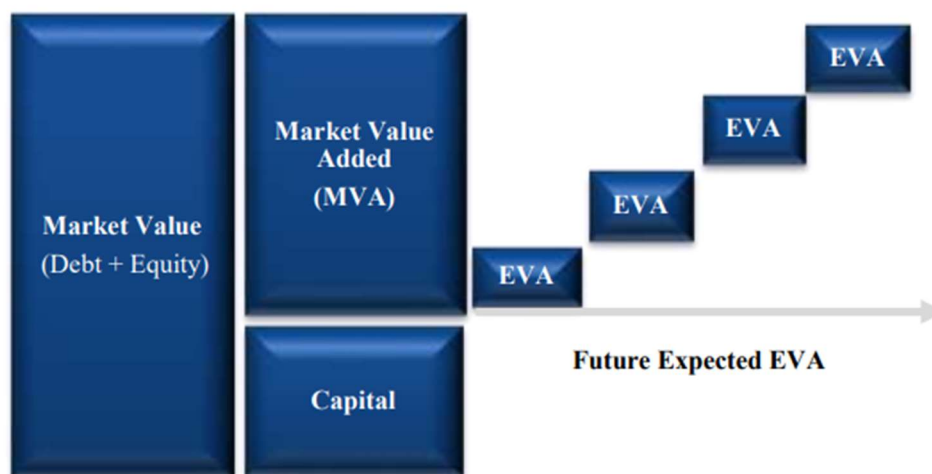 Market Value
(Debt + Equity)
Market Value
Added
(MVA)
Capital
EVA
EVA
EVA
EVA
Future Expected EVA